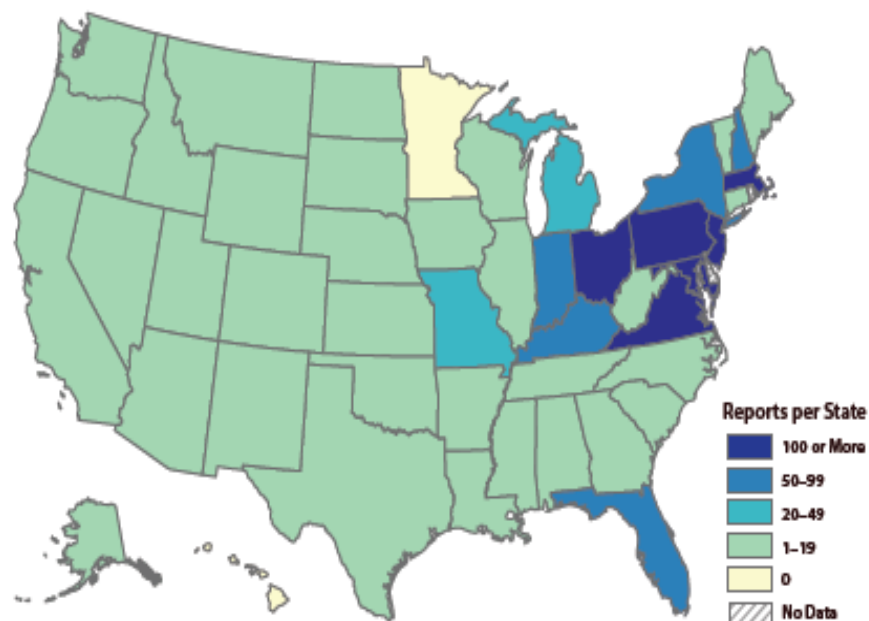 Reports per State
100 or More
50–99
20–49
1–19
0
No Data